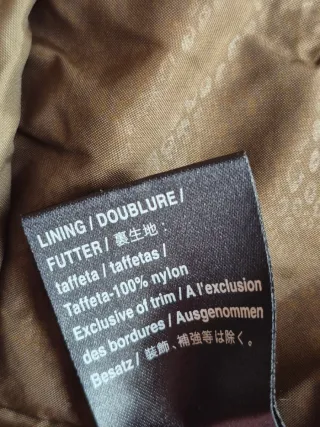 LINING / DOUBLURE /
FUTTER / 裏生地:
taffeta / taffetas /
Taffeta-100% nylon
Exclusive of trim / A l'exclusion
des bordures / Ausgenommen
Besatz / 装飾、補強等は除く。